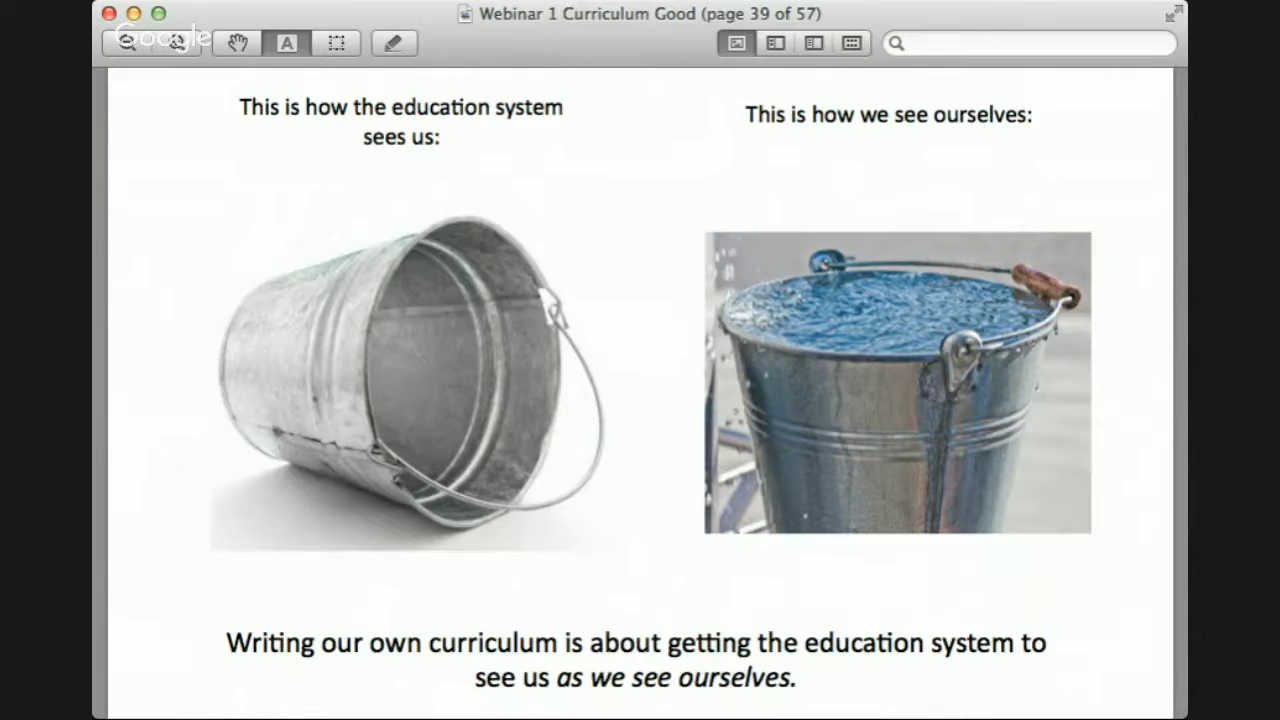 Webinar 1 Curriculum Good (page 39 of 57)
Google
A
This is how the education system
sees us:
This is how we see ourselves:
Writing our own curriculum is about getting the education system to
see us as we see ourselves.